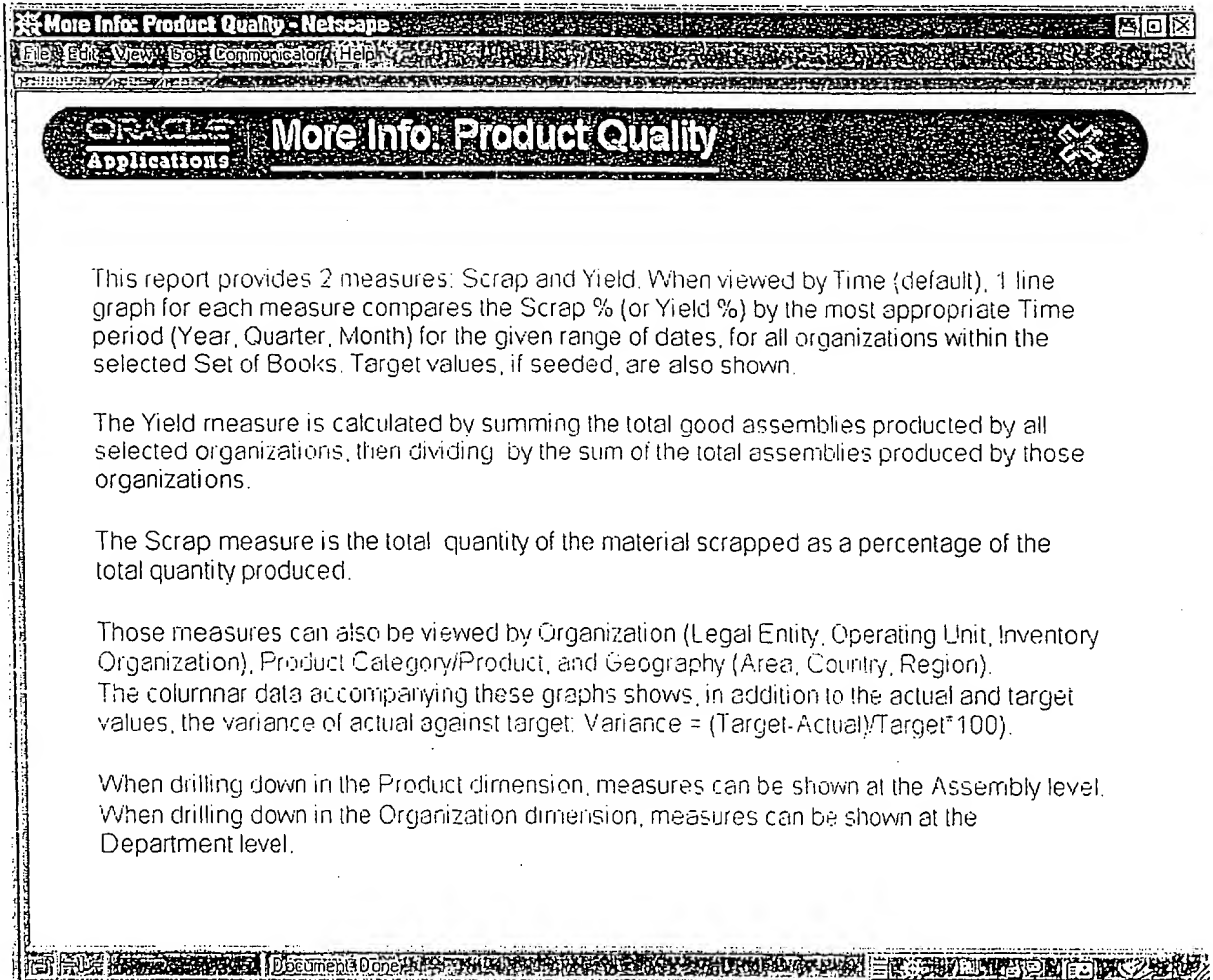 More Info: Product Quality - Netscape
File Edit View Go Communicator Help
ORACLE
Applications
More Info: Product Quality
This report provides 2 measures: Scrap and Yield. When viewed by Time (default), 1 line
graph for each measure compares the Scrap % (or Yield %) by the most appropriate Time
period (Year, Quarter, Month) for the given range of dates, for all organizations within the
selected Set of Books. Target values, if seeded, are also shown.
The Yield measure is calculated by summing the total good assemblies producted by all
selected organizations, then dividing by the sum of the total assemblies produced by those
organizations.
The Scrap measure is the total quantity of the material scrapped as a percentage of the
total quantity produced.
Those measures can also be viewed by Organization (Legal Entity, Operating Unit, Inventory
Organization), Product Category/Product, and Geography (Area, Country, Region).
The columnar data accompanying these graphs shows, in addition to the actual and target
values, the variance of actual against target: Variance = (Target-Actual)/Target*100).
When drilling down in the Product dimension, measures can be shown at the Assembly level.
When drilling down in the Organization dimension, measures can be shown at the
Department level.
Document: Done